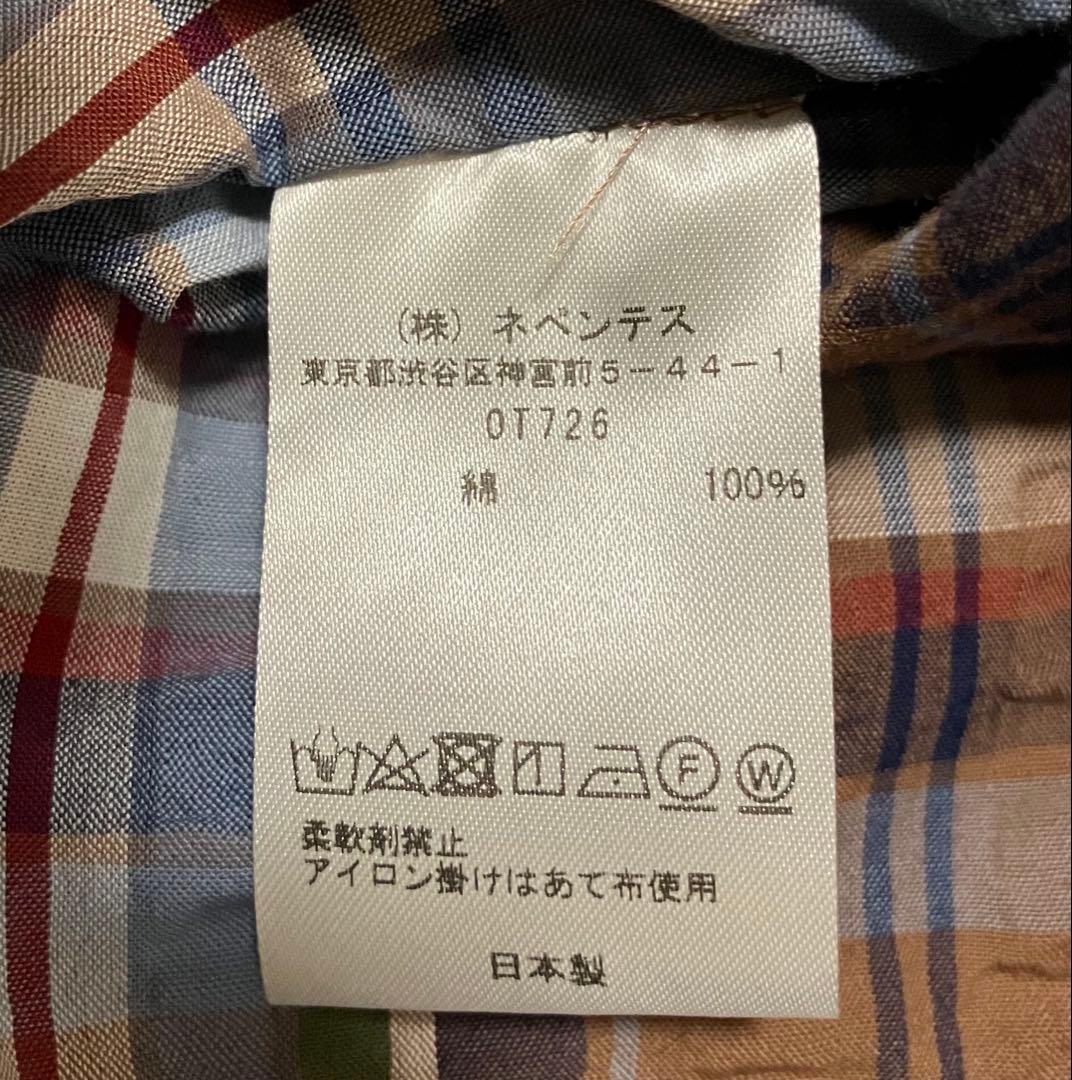 (株) ネペンテス
東京都渋谷区神宮前5-44-1
0T726
綿 100%
F W
柔軟剤禁止
アイロン掛けはあて布使用
日本製